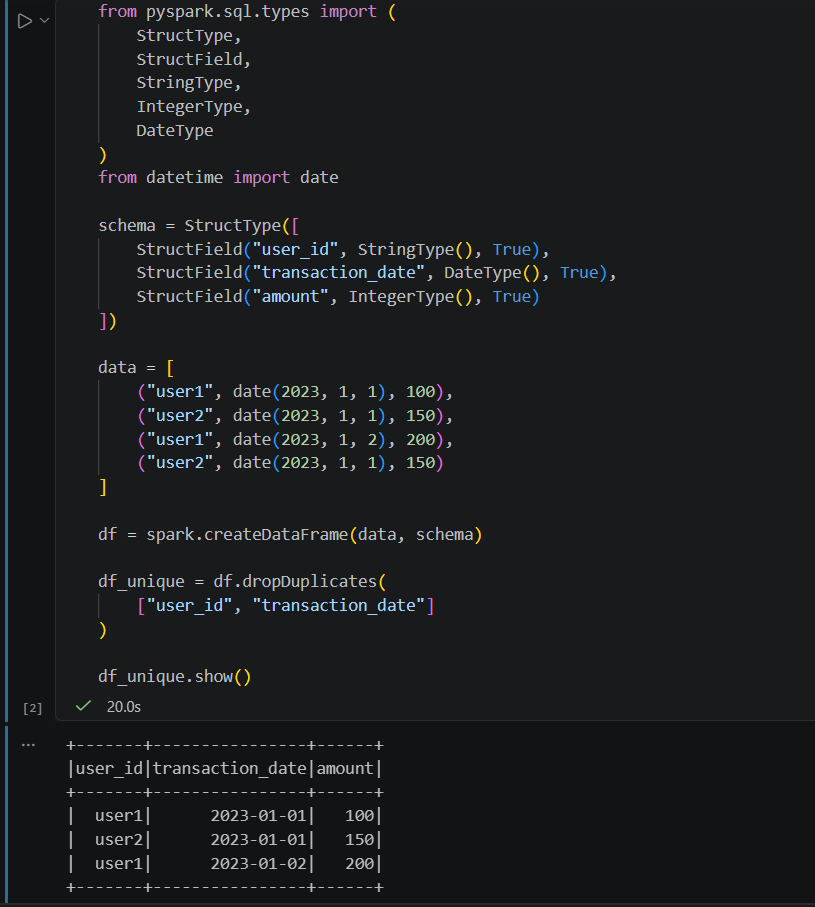 from pyspark.sql.types import (
    StructType,
    StructField,
    StringType,
    IntegerType,
    DateType
)
from datetime import date

schema = StructType([
    StructField("user_id", StringType(), True),
    StructField("transaction_date", DateType(), True),
    StructField("amount", IntegerType(), True)
])

data = [
    ("user1", date(2023, 1, 1), 100),
    ("user2", date(2023, 1, 1), 150),
    ("user1", date(2023, 1, 2), 200),
    ("user2", date(2023, 1, 1), 150)
]

df = spark.createDataFrame(data, schema)

df_unique = df.dropDuplicates(
    ["user_id", "transaction_date"]
)

df_unique.show()
[2] ✓ 20.0s
... +-------+----------------+------+
|user_id|transaction_date|amount|
+-------+----------------+------+
|  user1|      2023-01-01|   100|
|  user2|      2023-01-01|   150|
|  user1|      2023-01-02|   200|
+-------+----------------+------+